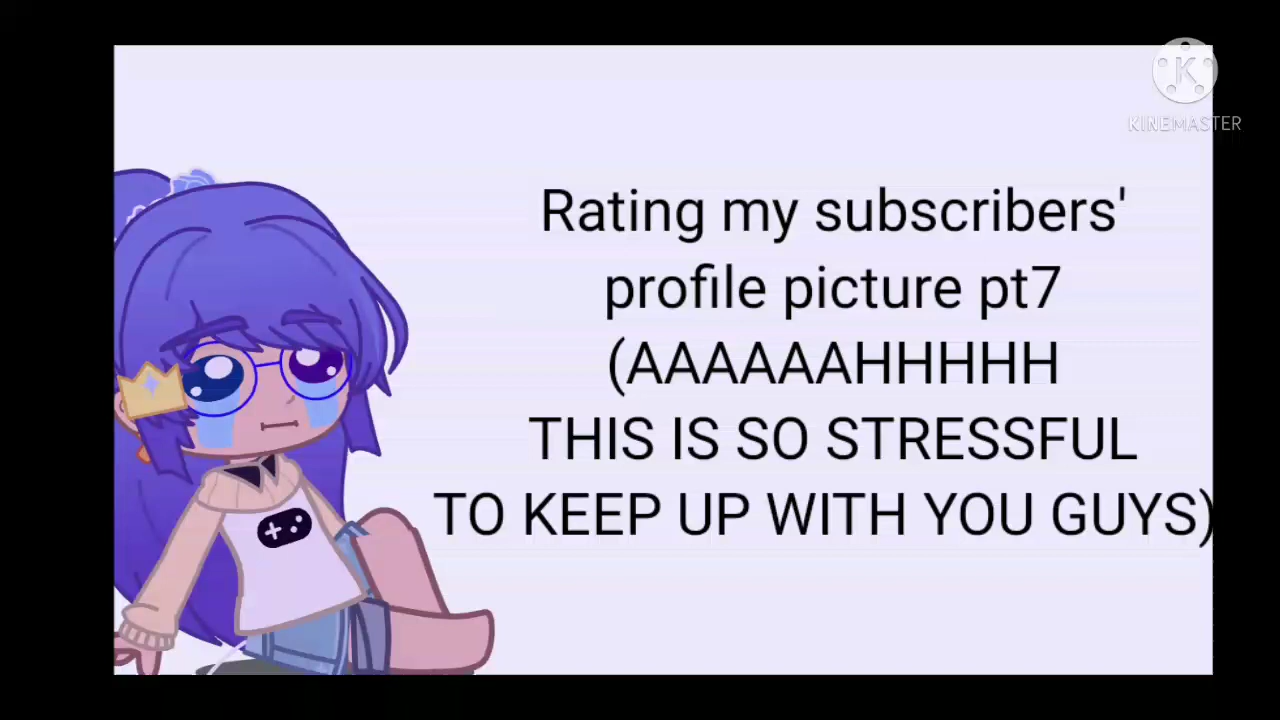 KINEMASTER
Rating my subscribers'
profile picture pt7
(AAAAAAHHHHH
THIS IS SO STRESSFUL
TO KEEP UP WITH YOU GUYS)